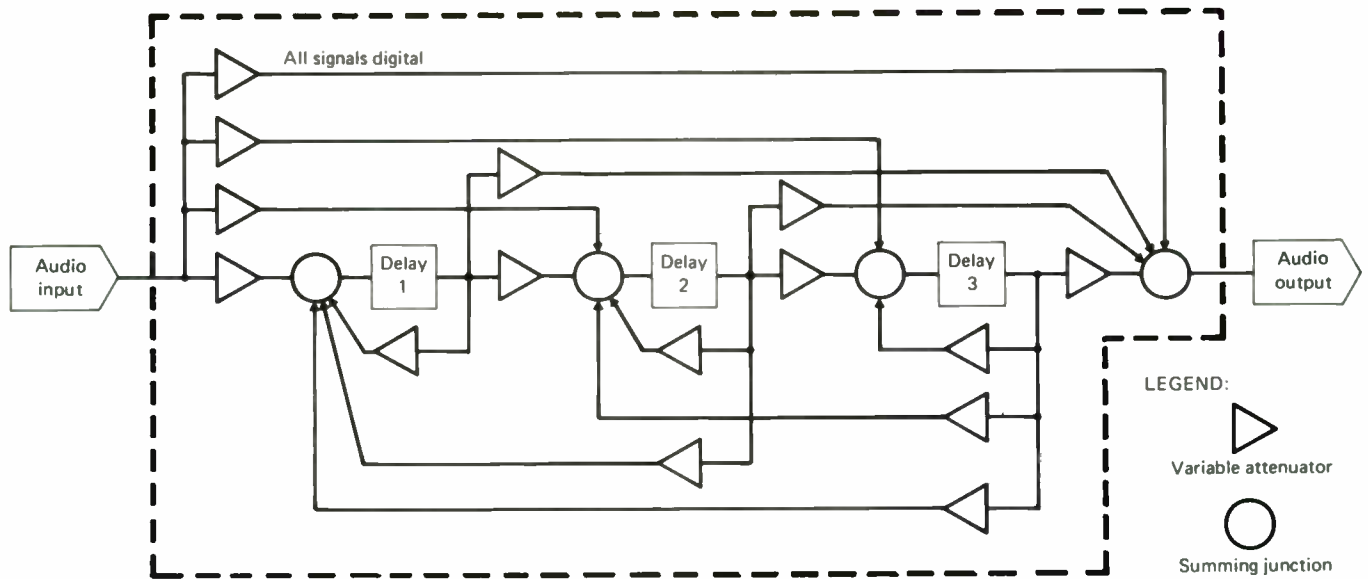 All signals digital
Audio
input
Delay
1
Delay
2
Delay
3
Audio
output
LEGEND:
Variable attenuator
Summing junction